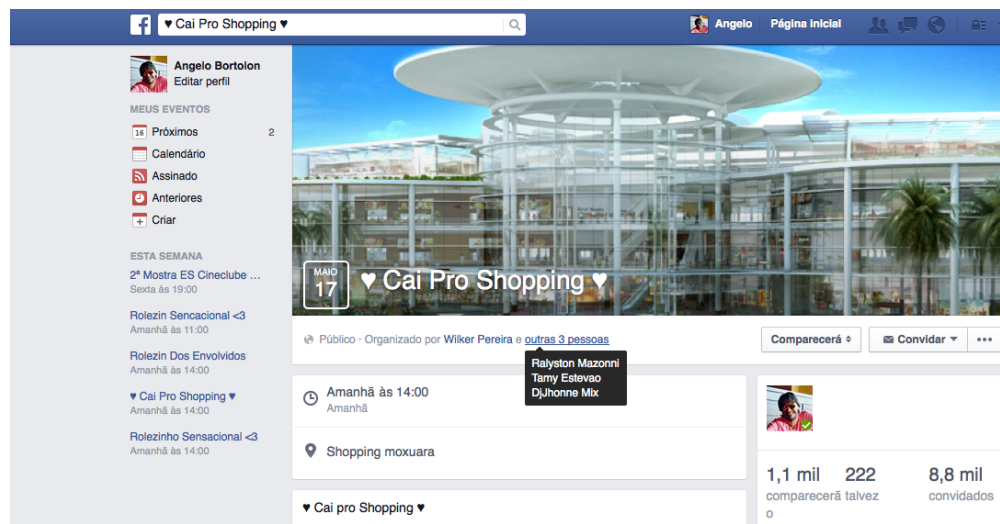 f ♥ Cai Pro Shopping ♥
Angelo Página inicial
Angelo Bortolon
Editar perfil
MEUS EVENTOS
16 Próximos 2
Calendário
Assinado
Anteriores
Criar
ESTA SEMANA
2ª Mostra ES Cineclube ...
Sexta às 19:00
Rolezin Sencacional <3
Amanhã às 11:00
Rolezin Dos Envolvidos
Amanhã às 14:00
♥ Cai Pro Shopping ♥
Amanhã às 14:00
Rolezinho Sensacional <3
Amanhã às 14:00
MAIO
17
♥ Cai Pro Shopping ♥
Público · Organizado por Wilker Pereira e outras 3 pessoas
Ralyston Mazonni
Tamy Estevao
DjJhonne Mix
Comparecerá
Convidar
Amanhã às 14:00
Amanhã
Shopping moxuara
♥ Cai pro Shopping ♥
1,1 mil 222 8,8 mil
comparecerã talvez convidados
o